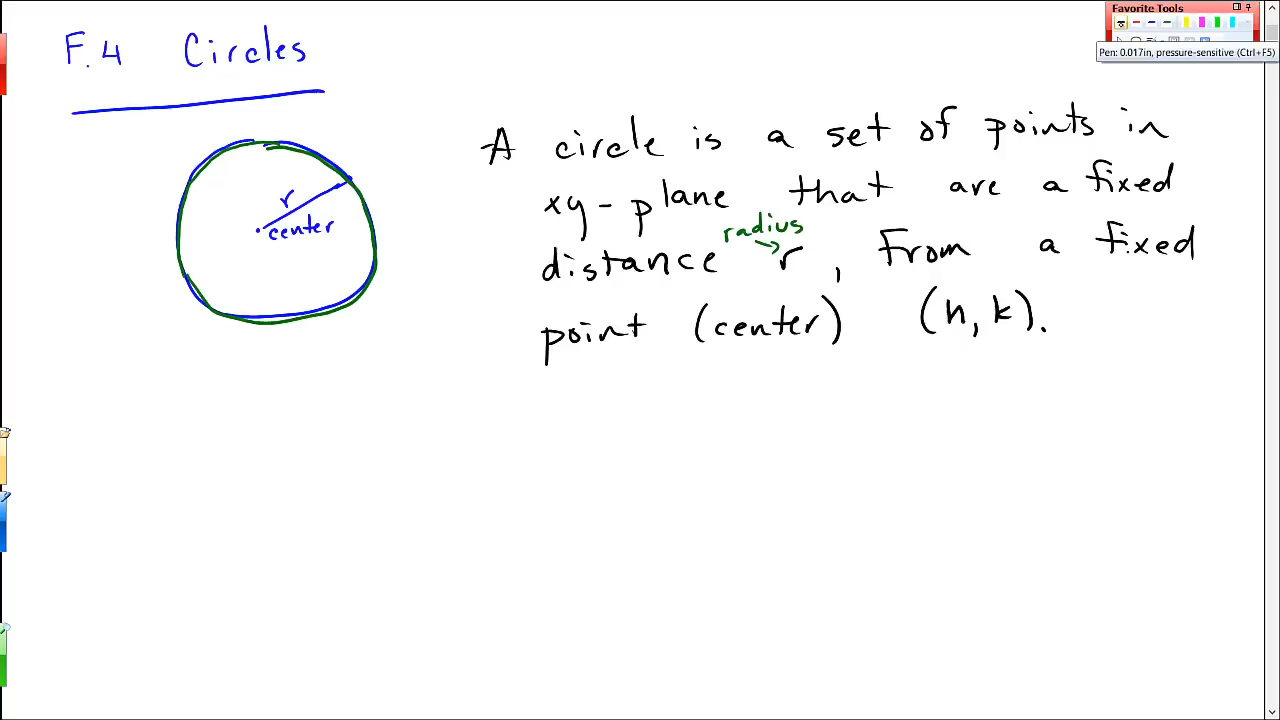 Favorite Tools
Pen: 0.017in, pressure-sensitive (Ctrl+F5)
F.4 Circles
r
center
A circle is a set of points in
xy-plane that are a fixed
radius
distance r, from a fixed
point (center) (h, k).